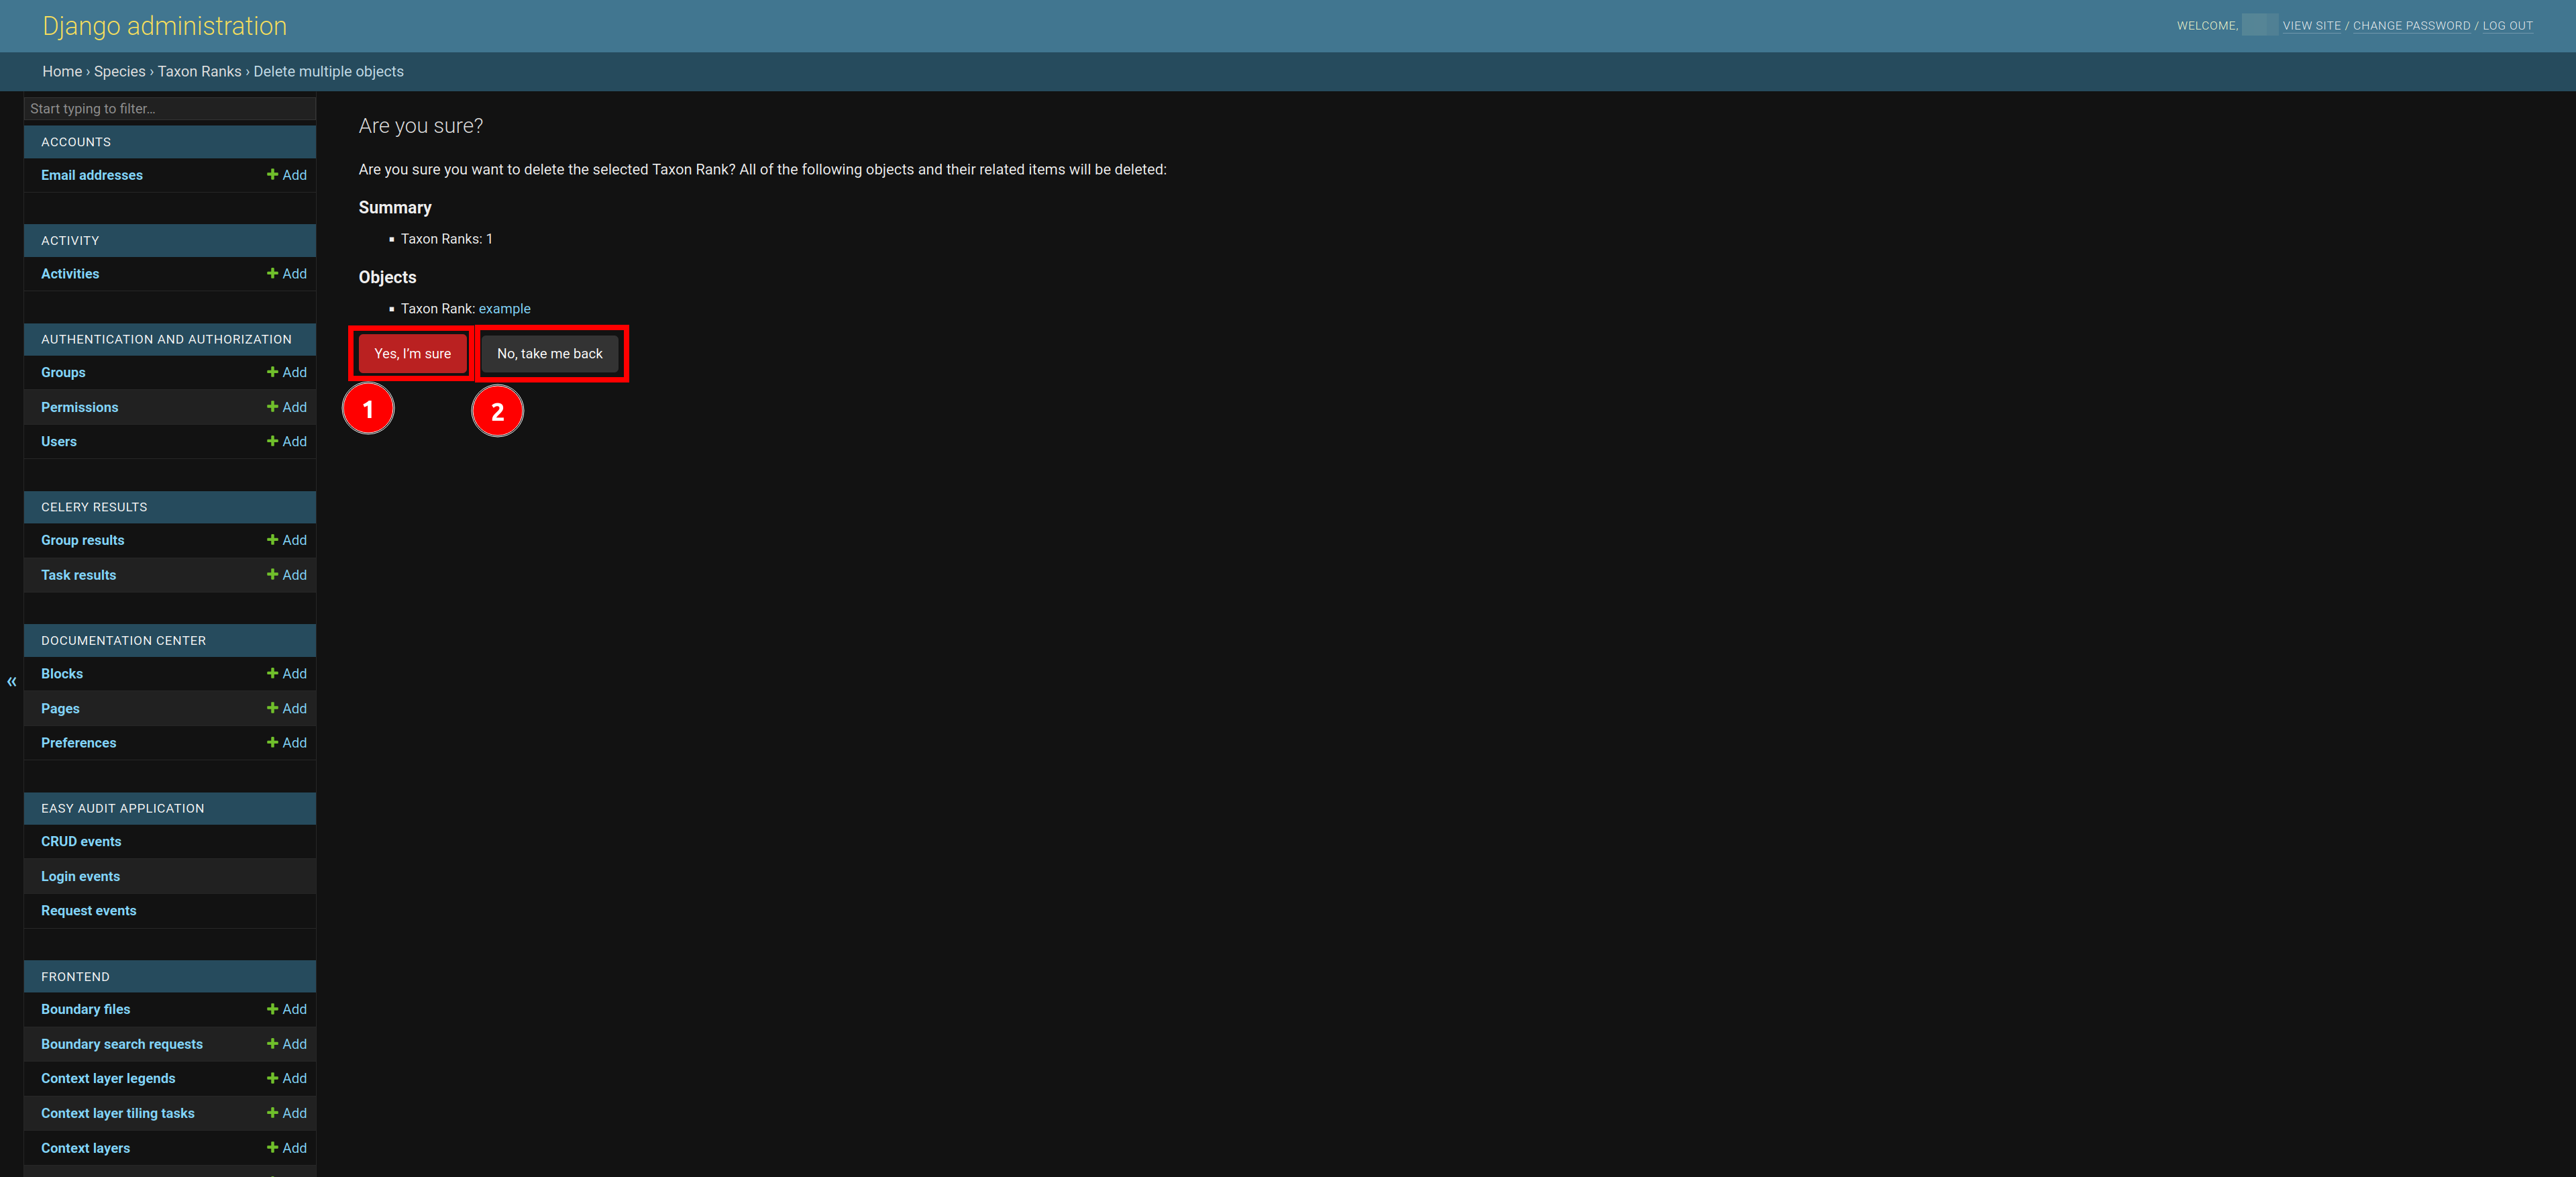 Django administration
WELCOME, VIEW SITE / CHANGE PASSWORD / LOG OUT
Home › Species › Taxon Ranks › Delete multiple objects
Start typing to filter...
ACCOUNTS
Email addresses Add
ACTIVITY
Activities Add
AUTHENTICATION AND AUTHORIZATION
Groups Add
Permissions Add
Users Add
CELERY RESULTS
Group results Add
Task results Add
DOCUMENTATION CENTER
«
Blocks Add
Pages Add
Preferences Add
EASY AUDIT APPLICATION
CRUD events
Login events
Request events
FRONTEND
Boundary files Add
Boundary search requests Add
Context layer legends Add
Context layer tiling tasks Add
Context layers Add
Are you sure?
Are you sure you want to delete the selected Taxon Rank? All of the following objects and their related items will be deleted:
Summary
Taxon Ranks: 1
Objects
Taxon Rank: example
Yes, I'm sure No, take me back
1 2